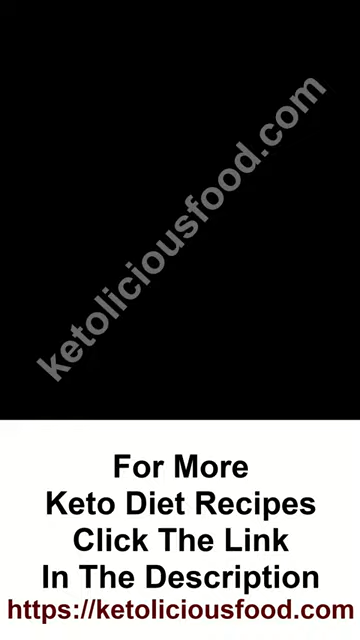 ketoliciousfood.com
For More
Keto Diet Recipes
Click The Link
In The Description
https://ketoliciousfood.com